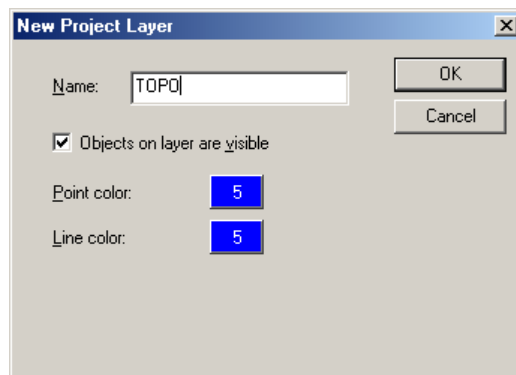 New Project Layer
Name: TOPO
OK
Cancel
Objects on layer are visible
Point color: 5
Line color: 5